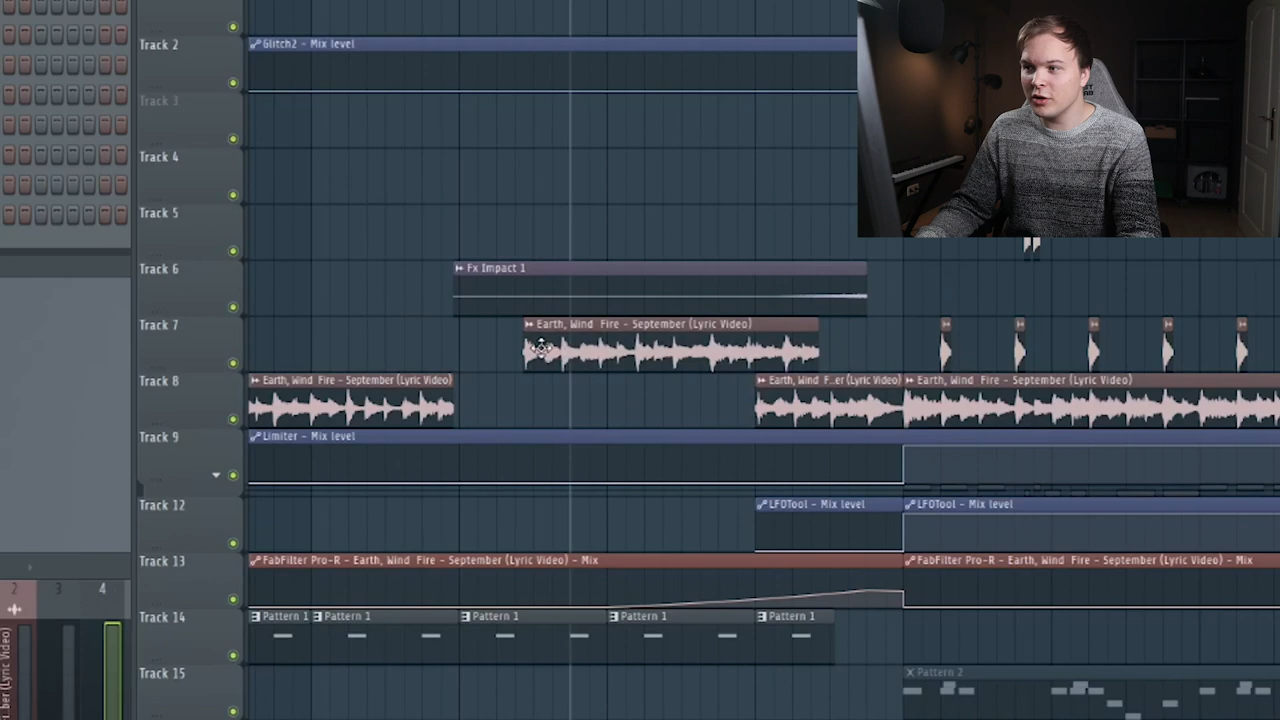 Track 2
Glitch2 - Mix level
Track 3
Track 4
Track 5
Track 6
Fx Impact 1
Track 7
Earth, Wind Fire - September (Lyric Video)
Track 8
Earth, Wind Fire - September (Lyric Video)
Earth, Wind F..er (Lyric Video)
Earth, Wind Fire - September (Lyric Video)
Track 9
Limiter - Mix level
Track 12
LFOTool - Mix level
LFOTool - Mix level
Track 13
FabFilter Pro-R - Earth, Wind Fire - September (Lyric Video) - Mix
FabFilter Pro-R - Earth, Wind Fire - September (Lyric Video) - Mix
Track 14
Pattern 1
Pattern 1
Pattern 1
Pattern 1
Pattern 1
Track 15
Pattern 2
2
3
4